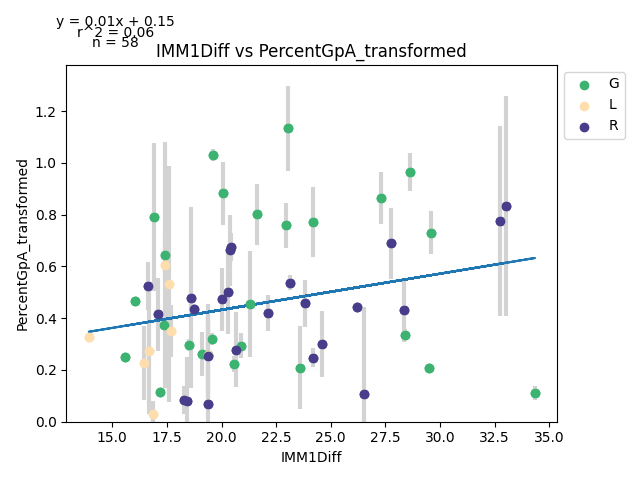 y = 0.01x + 0.15
r^2 = 0.06
n = 58
IMM1Diff vs PercentGpA_transformed
G
L
R
PercentGpA_transformed
1.2
1.0
0.8
0.6
0.4
0.2
0.0
15.0 17.5 20.0 22.5 25.0 27.5 30.0 32.5 35.0
IMM1Diff